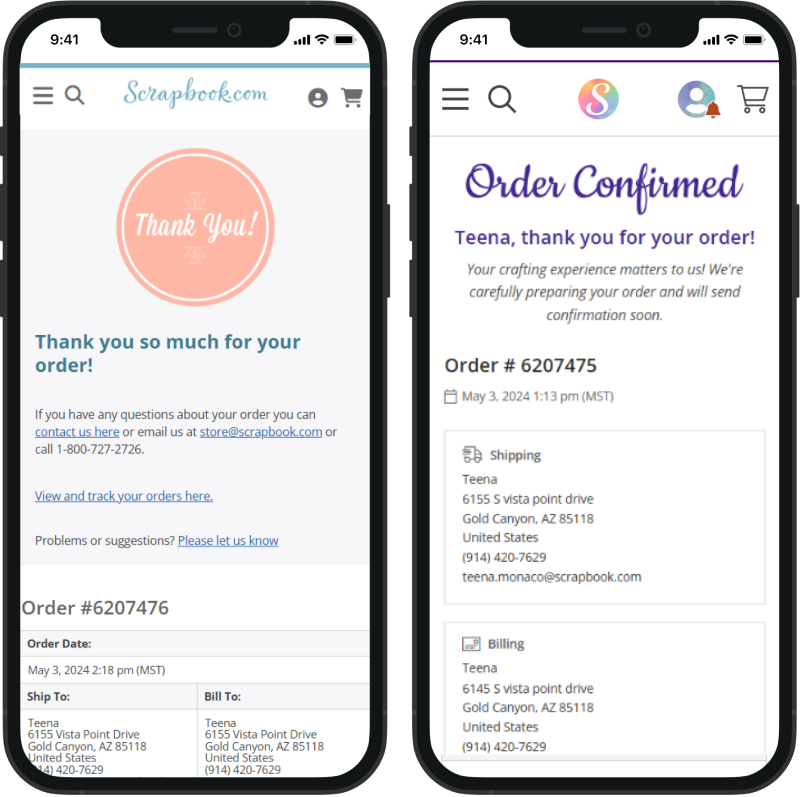 9:41
Scrapbook.com
Thank You!
Thank you so much for your
order!
If you have any questions about your order you can
contact us here or email us at store@scrapbook.com or
call 1-800-727-2726.
View and track your orders here.
Problems or suggestions? Please let us know
Order #6207476
Order Date:
May 3, 2024 2:18 pm (MST)
Ship To:
Bill To:
Teena
6155 Vista Point Drive
Gold Canyon, AZ 85118
United States
(914) 420-7629
Teena
6155 Vista Point Drive
Gold Canyon, AZ 85118
United States
(914) 420-7629
9:41
S
Order Confirmed
Teena, thank you for your order!
Your crafting experience matters to us! We're
carefully preparing your order and will send
confirmation soon.
Order # 6207475
May 3, 2024 1:13 pm (MST)
Shipping
Teena
6155 S vista point drive
Gold Canyon, AZ 85118
United States
(914) 420-7629
teena.monaco@scrapbook.com
Billing
Teena
6145 S vista point drive
Gold Canyon, AZ 85118
United States
(914) 420-7629